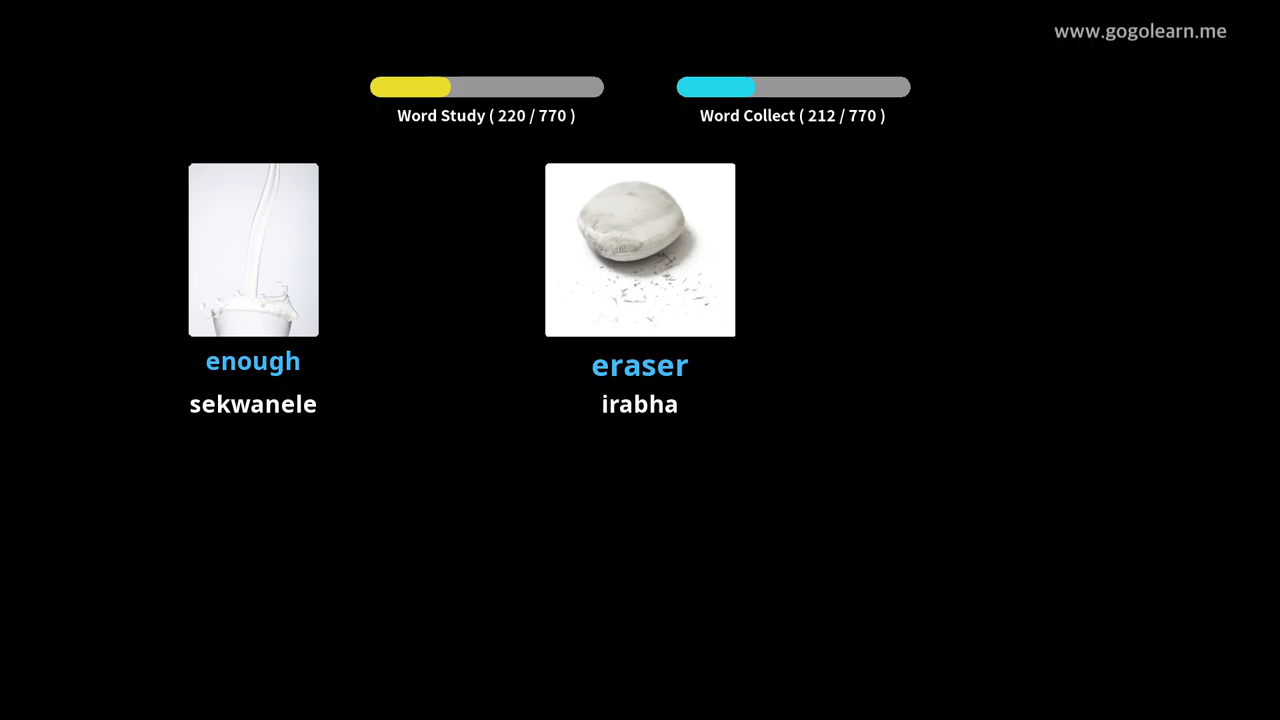 www.gogolearn.me
Word Study ( 220 / 770 )
Word Collect ( 212 / 770 )
enough
sekwanele
eraser
irabha